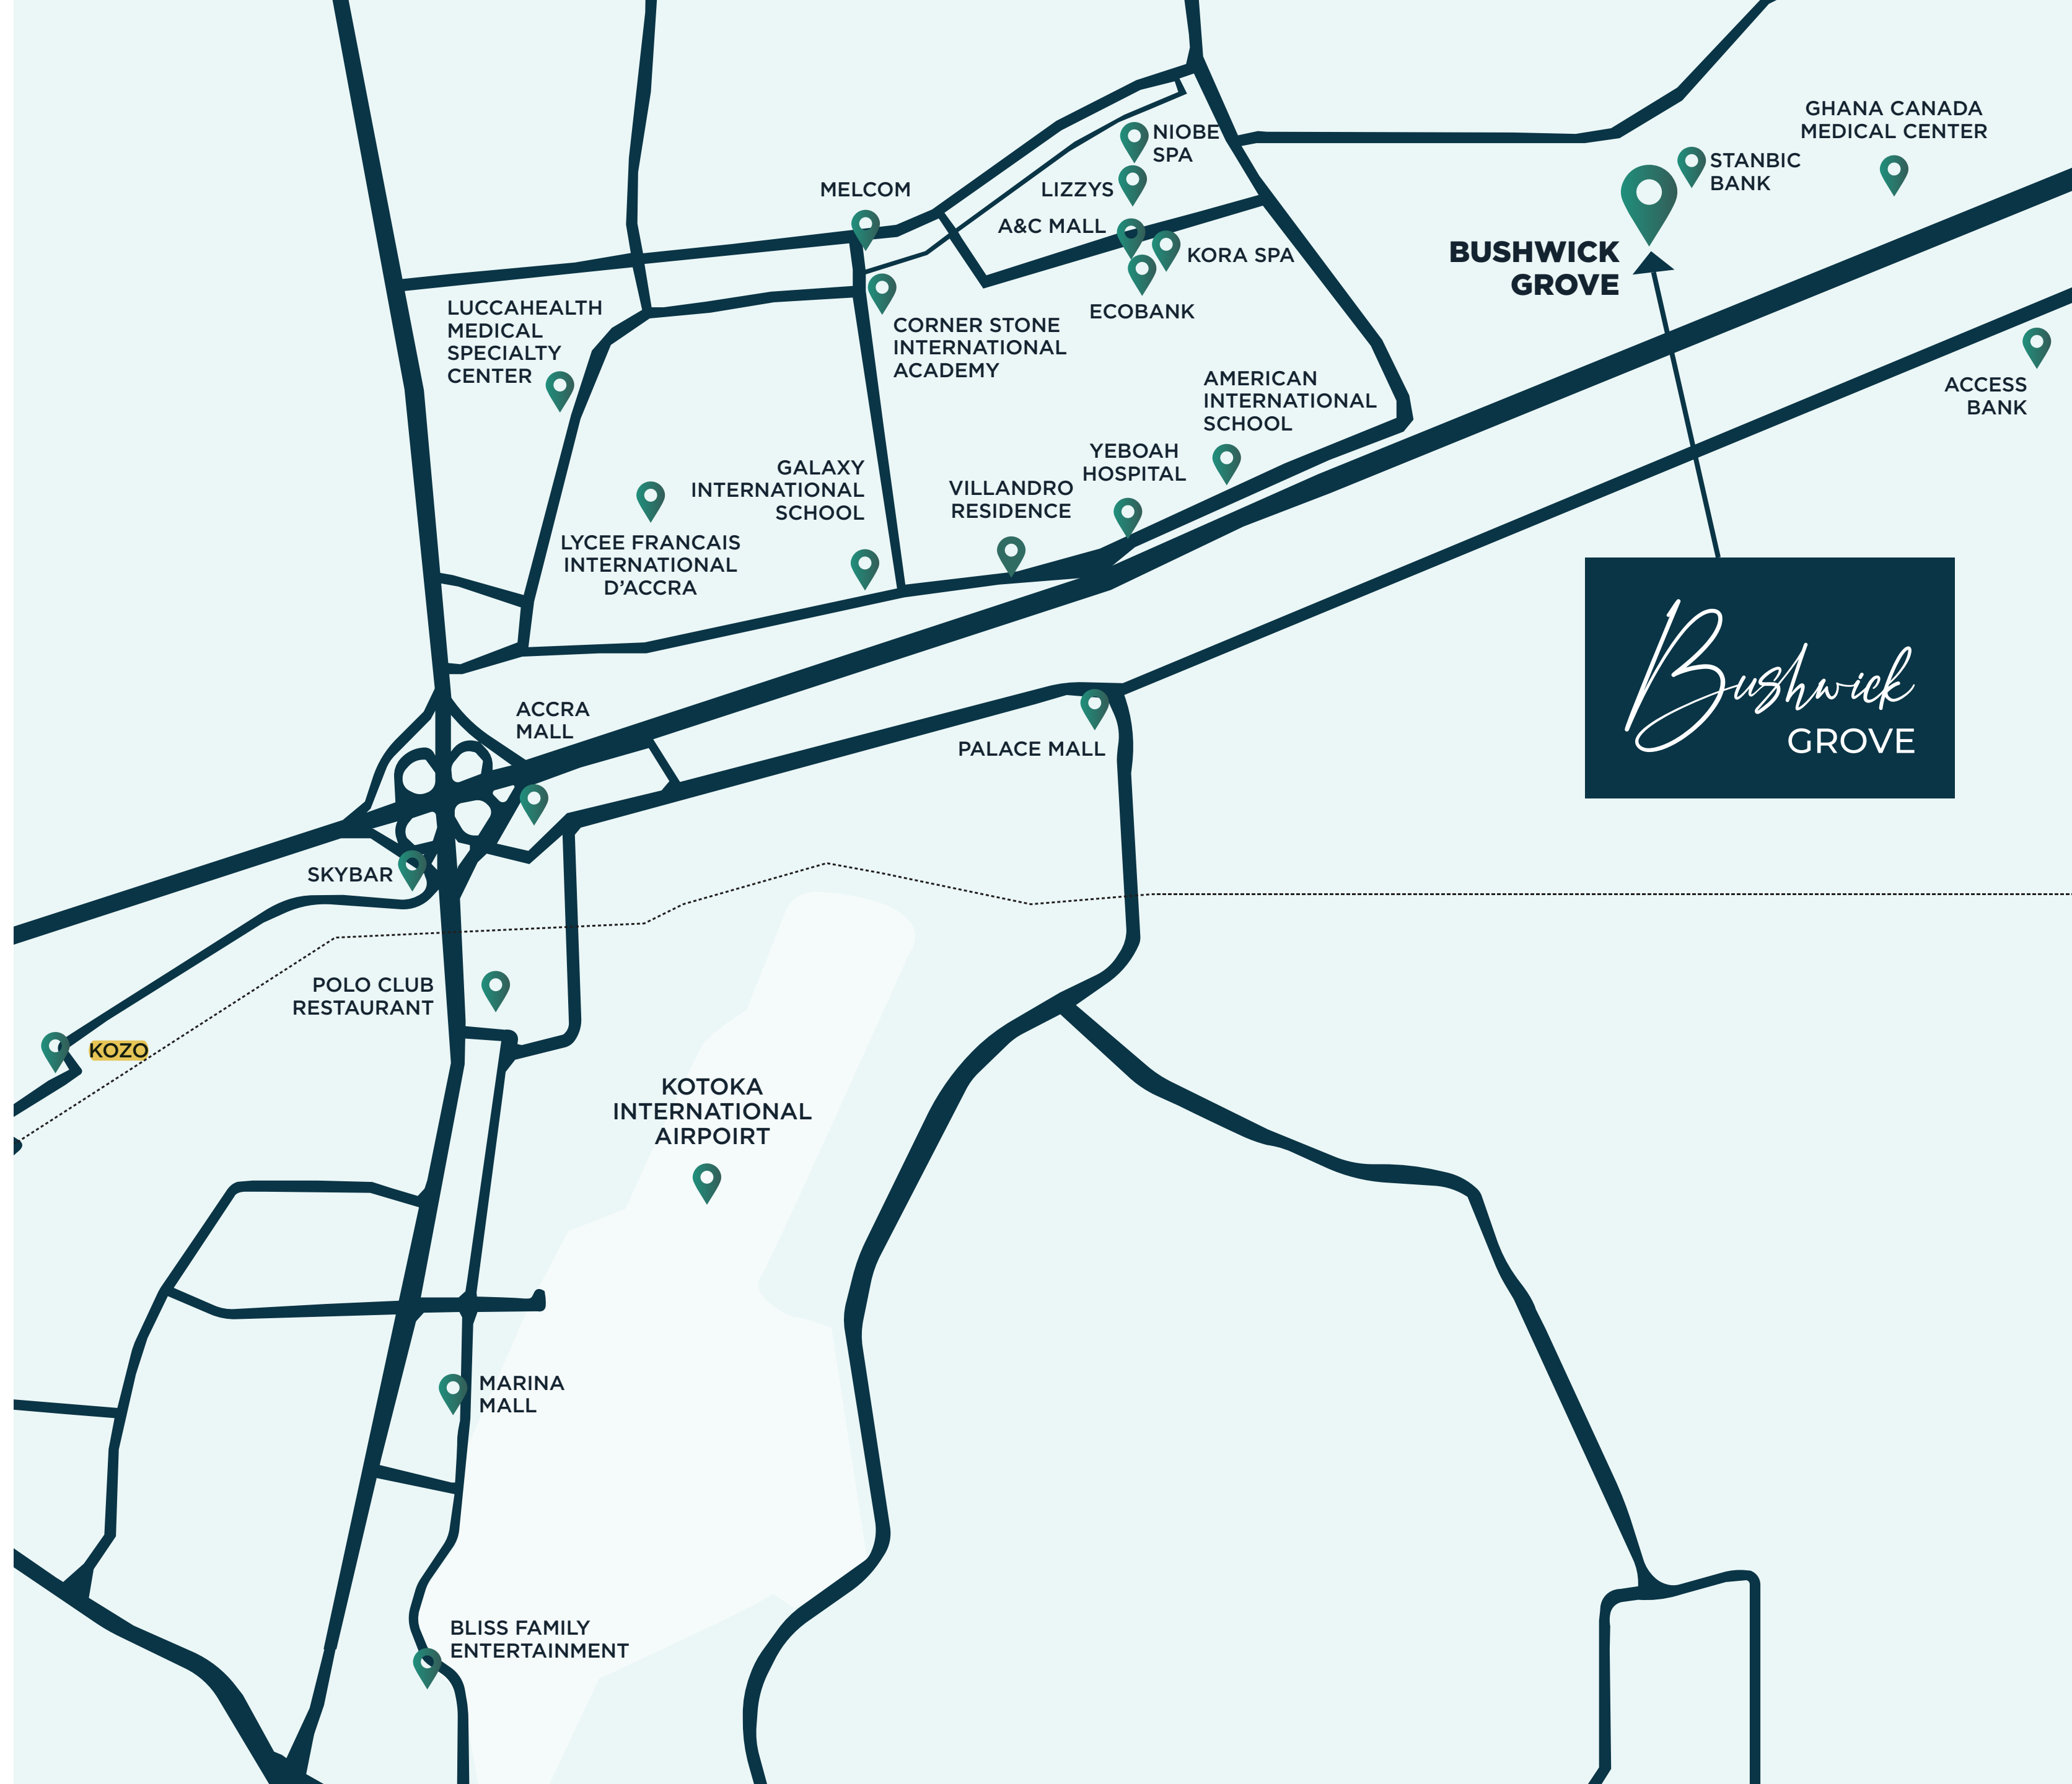 GHANA CANADA
MEDICAL CENTER
NIOBE
SPA
STANBIC
BANK
MELCOM
LIZZYS
A&C MALL
KORA SPA
BUSHWICK
GROVE
ECOBANK
LUCCAHEALTH
MEDICAL
SPECIALTY
CENTER
CORNER STONE
INTERNATIONAL
ACADEMY
AMERICAN
INTERNATIONAL
SCHOOL
ACCESS
BANK
YEBOAH
HOSPITAL
GALAXY
INTERNATIONAL
SCHOOL
VILLANDRO
RESIDENCE
LYCEE FRANCAIS
INTERNATIONAL
D’ACCRA
Bushwick
GROVE
ACCRA
MALL
PALACE MALL
SKYBAR
POLO CLUB
RESTAURANT
KOZO
KOTOKA
INTERNATIONAL
AIRPOIRT
MARINA
MALL
BLISS FAMILY
ENTERTAINMENT